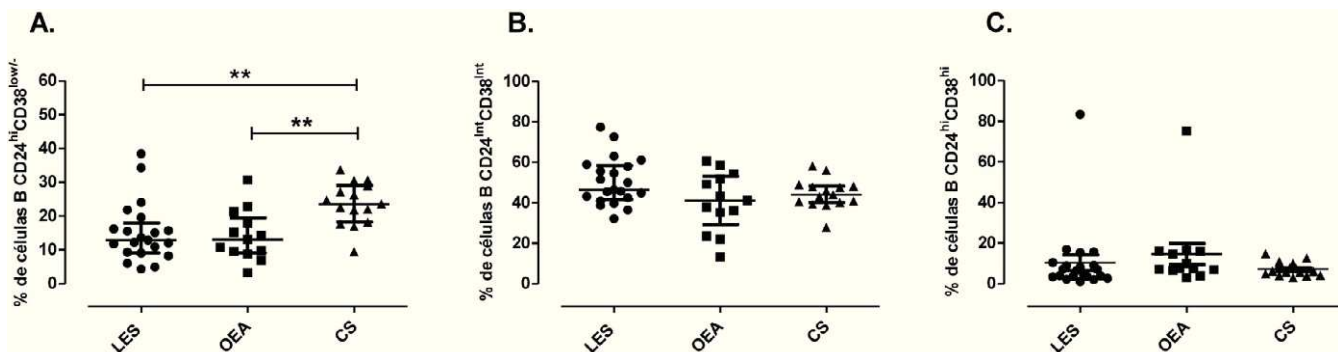 A.
% de células B CD24hiCD38low/-
60
50
40
30
20
10
0
**
**
LES
OEA
CS
B.
% de células B CD24IntCD38Int
100
80
60
40
20
0
LES
OEA
CS
C.
% de células B CD24hiCD38hi
100
80
60
40
20
0
LES
OEA
CS